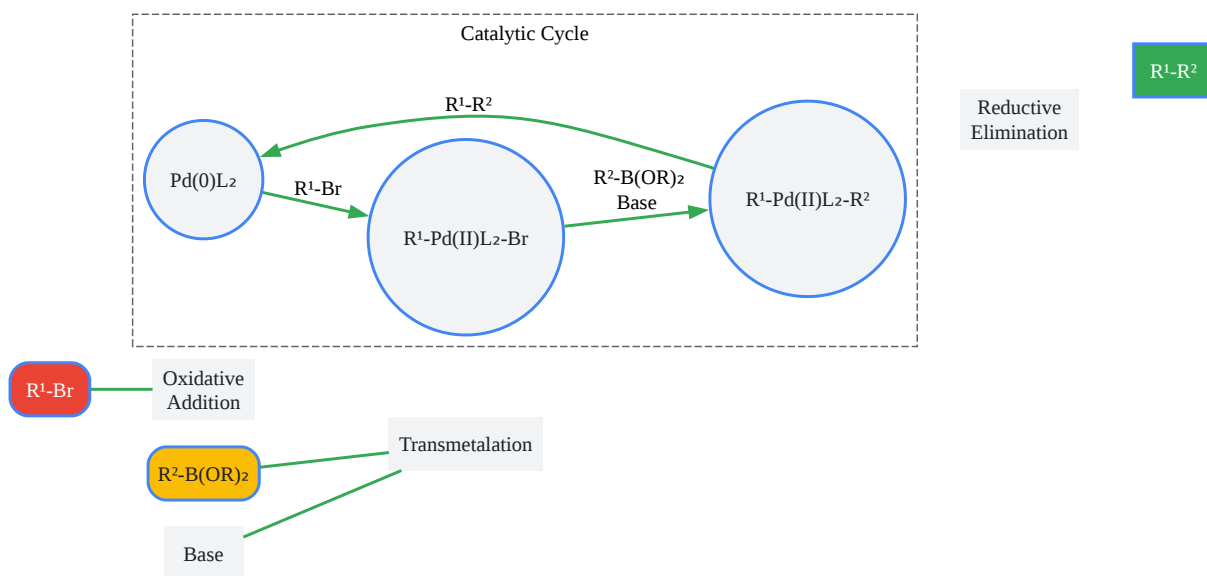 Catalytic Cycle
R¹-R²
R¹-R²
Reductive
Elimination
Pd(0)L₂
R¹-Br
R²-B(OR)₂
Base
R¹-Pd(II)L₂-R²
R¹-Pd(II)L₂-Br
R¹-Br
Oxidative
Addition
Transmetalation
R²-B(OR)₂
Base